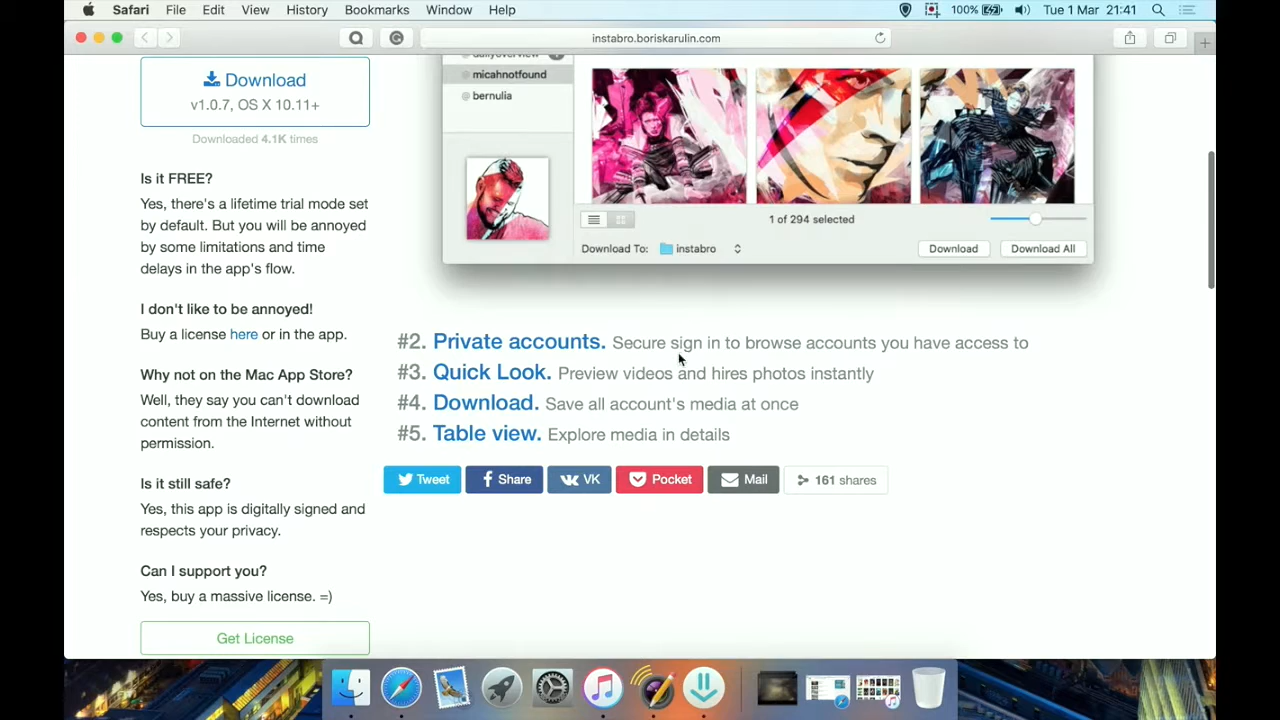 Safari File Edit View History Bookmarks Window Help 100% Tue 1 Mar 21:41
instabro.boriskarulin.com
Download
v1.0.7, OS X 10.11+
Downloaded 4.1K times
Is it FREE?
Yes, there's a lifetime trial mode set
by default. But you will be annoyed
by some limitations and time
delays in the app's flow.
I don't like to be annoyed!
Buy a license here or in the app.
Why not on the Mac App Store?
Well, they say you can't download
content from the Internet without
permission.
Is it still safe?
Yes, this app is digitally signed and
respects your privacy.
Can I support you?
Yes, buy a massive license. =)
Get License
@ dailyoverview
@ micahnotfound
@ bernulia
1 of 294 selected
Download To: instabro Download Download All
#2. Private accounts. Secure sign in to browse accounts you have access to
#3. Quick Look. Preview videos and hires photos instantly
#4. Download. Save all account's media at once
#5. Table view. Explore media in details
Tweet Share VK Pocket Mail 161 shares